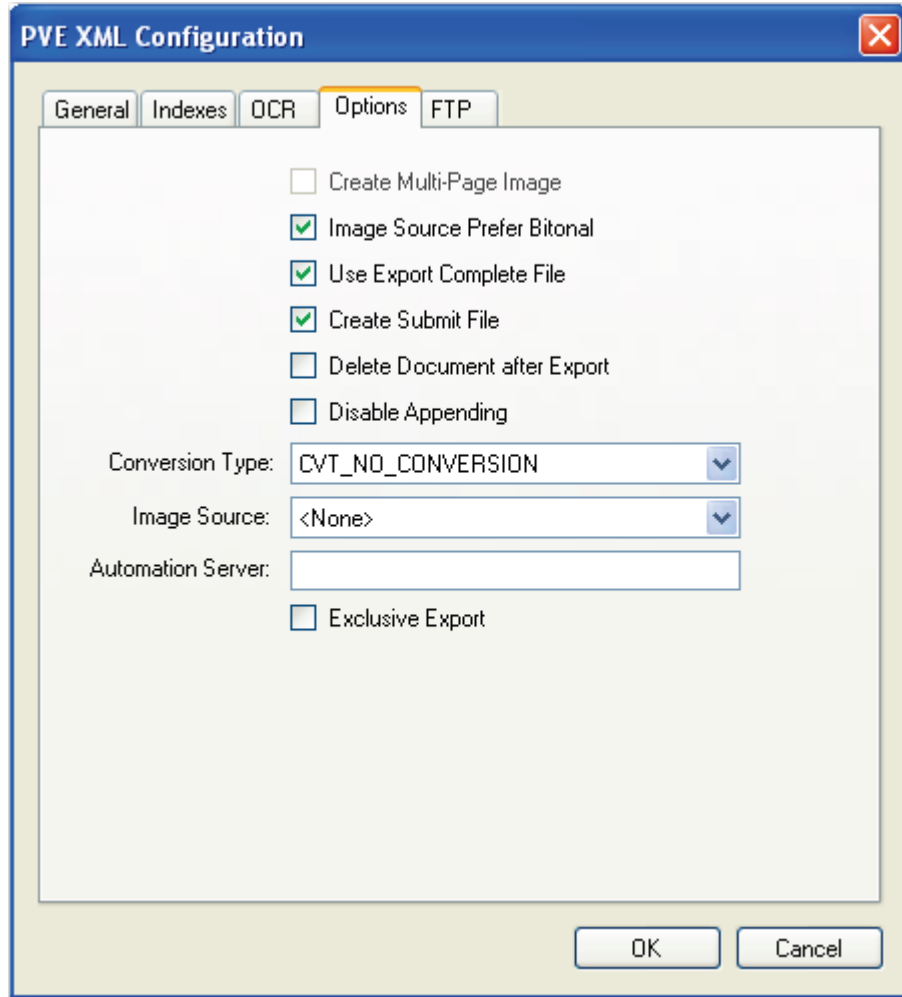 PVE XML Configuration
General Indexes OCR Options FTP
Create Multi-Page Image
Image Source Prefer Bitonal
Use Export Complete File
Create Submit File
Delete Document after Export
Disable Appending
Conversion Type: CVT_NO_CONVERSION
Image Source: <None>
Automation Server:
Exclusive Export
OK Cancel